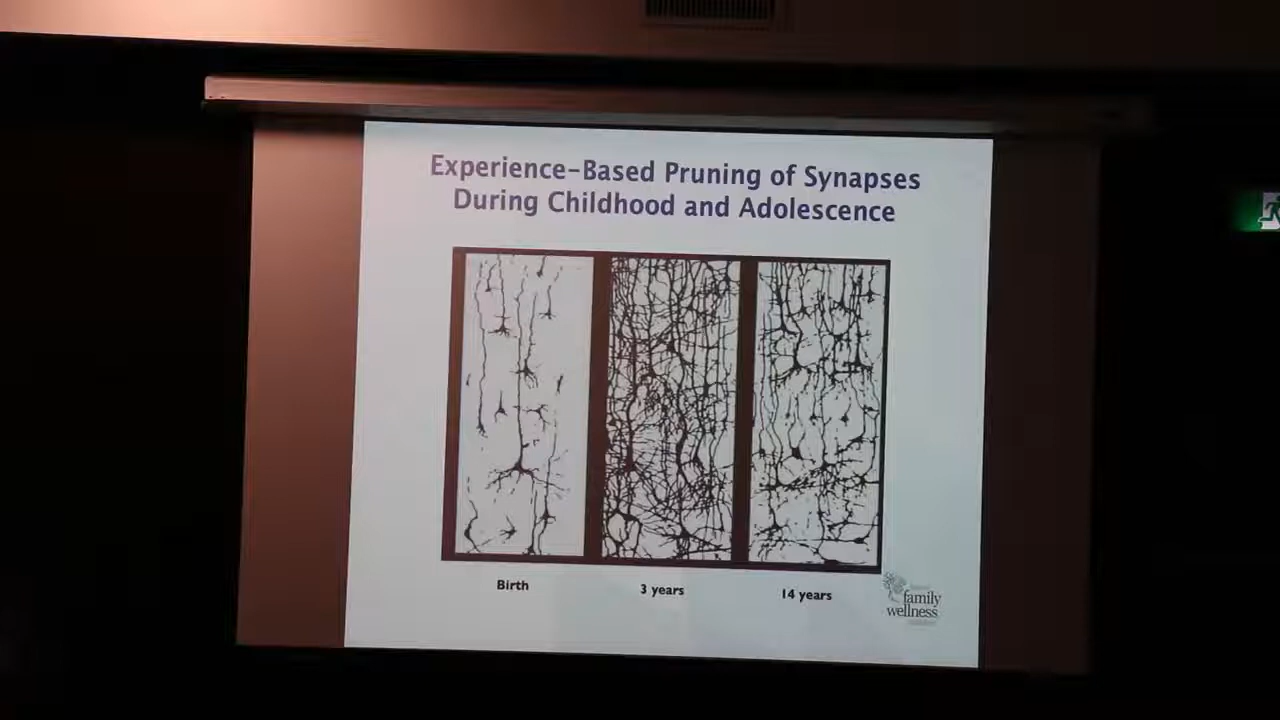 Experience-Based Pruning of Synapses
During Childhood and Adolescence
Birth
3 years
14 years
family
wellness